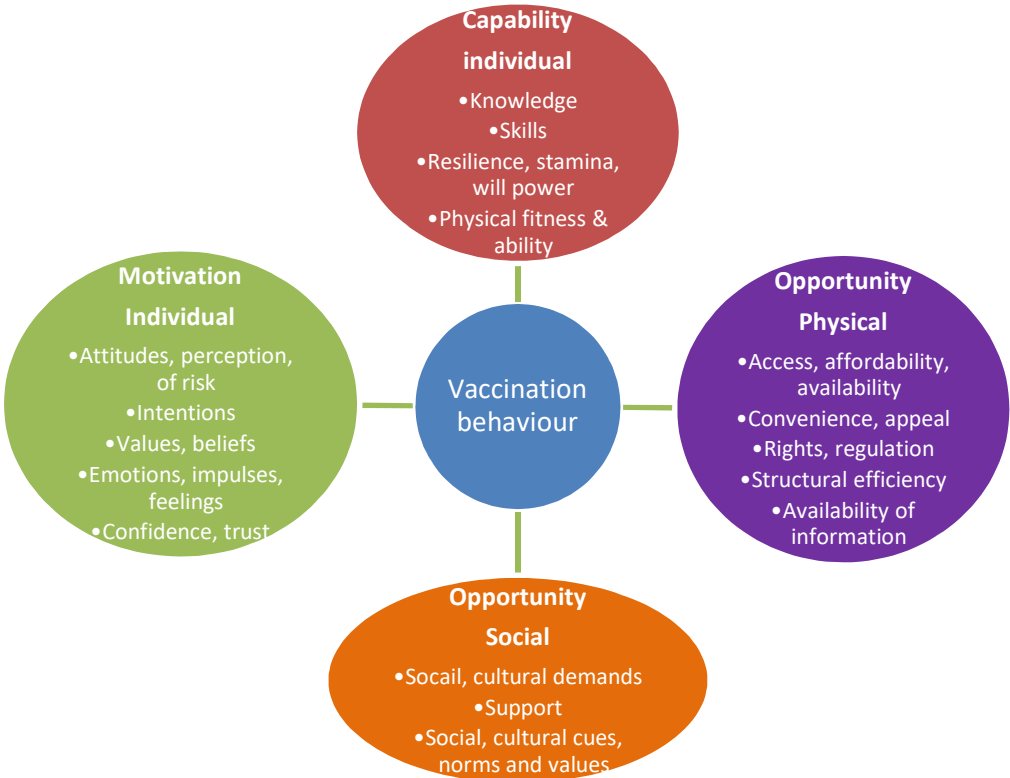 Capability
individual
•Knowledge
•Skills
•Resilience, stamina,
will power
•Physical fitness &
ability
Motivation
Individual
•Attitudes, perception,
of risk
•Intentions
•Values, beliefs
•Emotions, impulses,
feelings
•Confidence, trust
Vaccination
behaviour
Opportunity
Physical
•Access, affordability,
availability
•Convenience, appeal
•Rights, regulation
•Structural efficiency
•Availability of
information
Opportunity
Social
•Socail, cultural demands
•Support
•Social, cultural cues,
norms and values